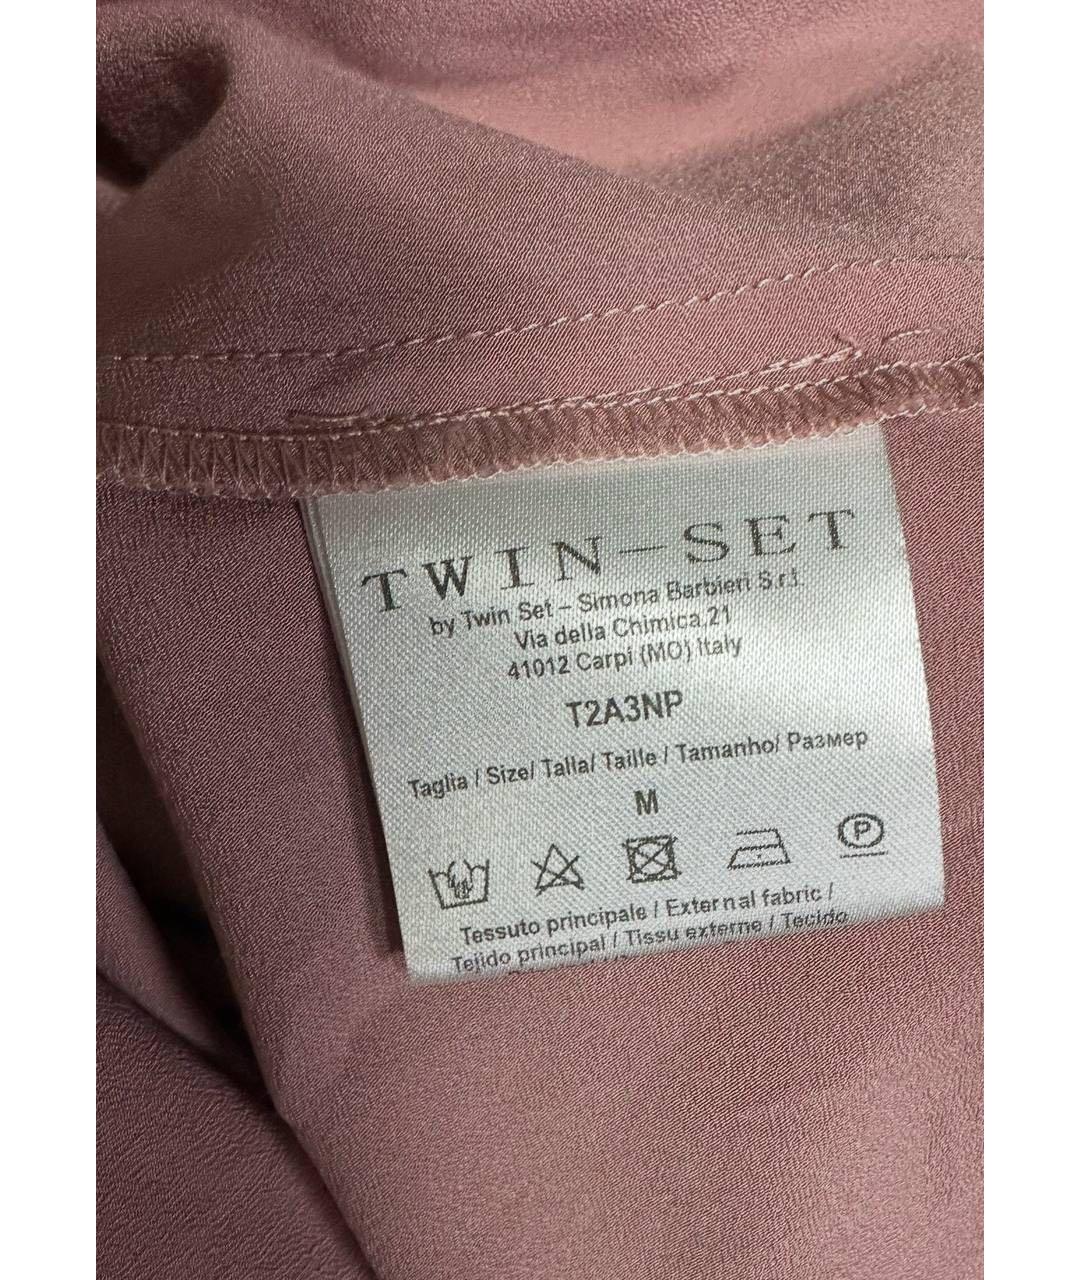 TWIN-SET
by Twin Set - Simona Barbieri S.r.l.
Via della Chimica,21
41012 Carpi (MO) Italy
T2A3NP
Taglia / Size/ Talla/ Taille / Tamanho/ Размер
M
P
Tessuto principale / External fabric /
Tejido principal / Tissu externe / Tecido